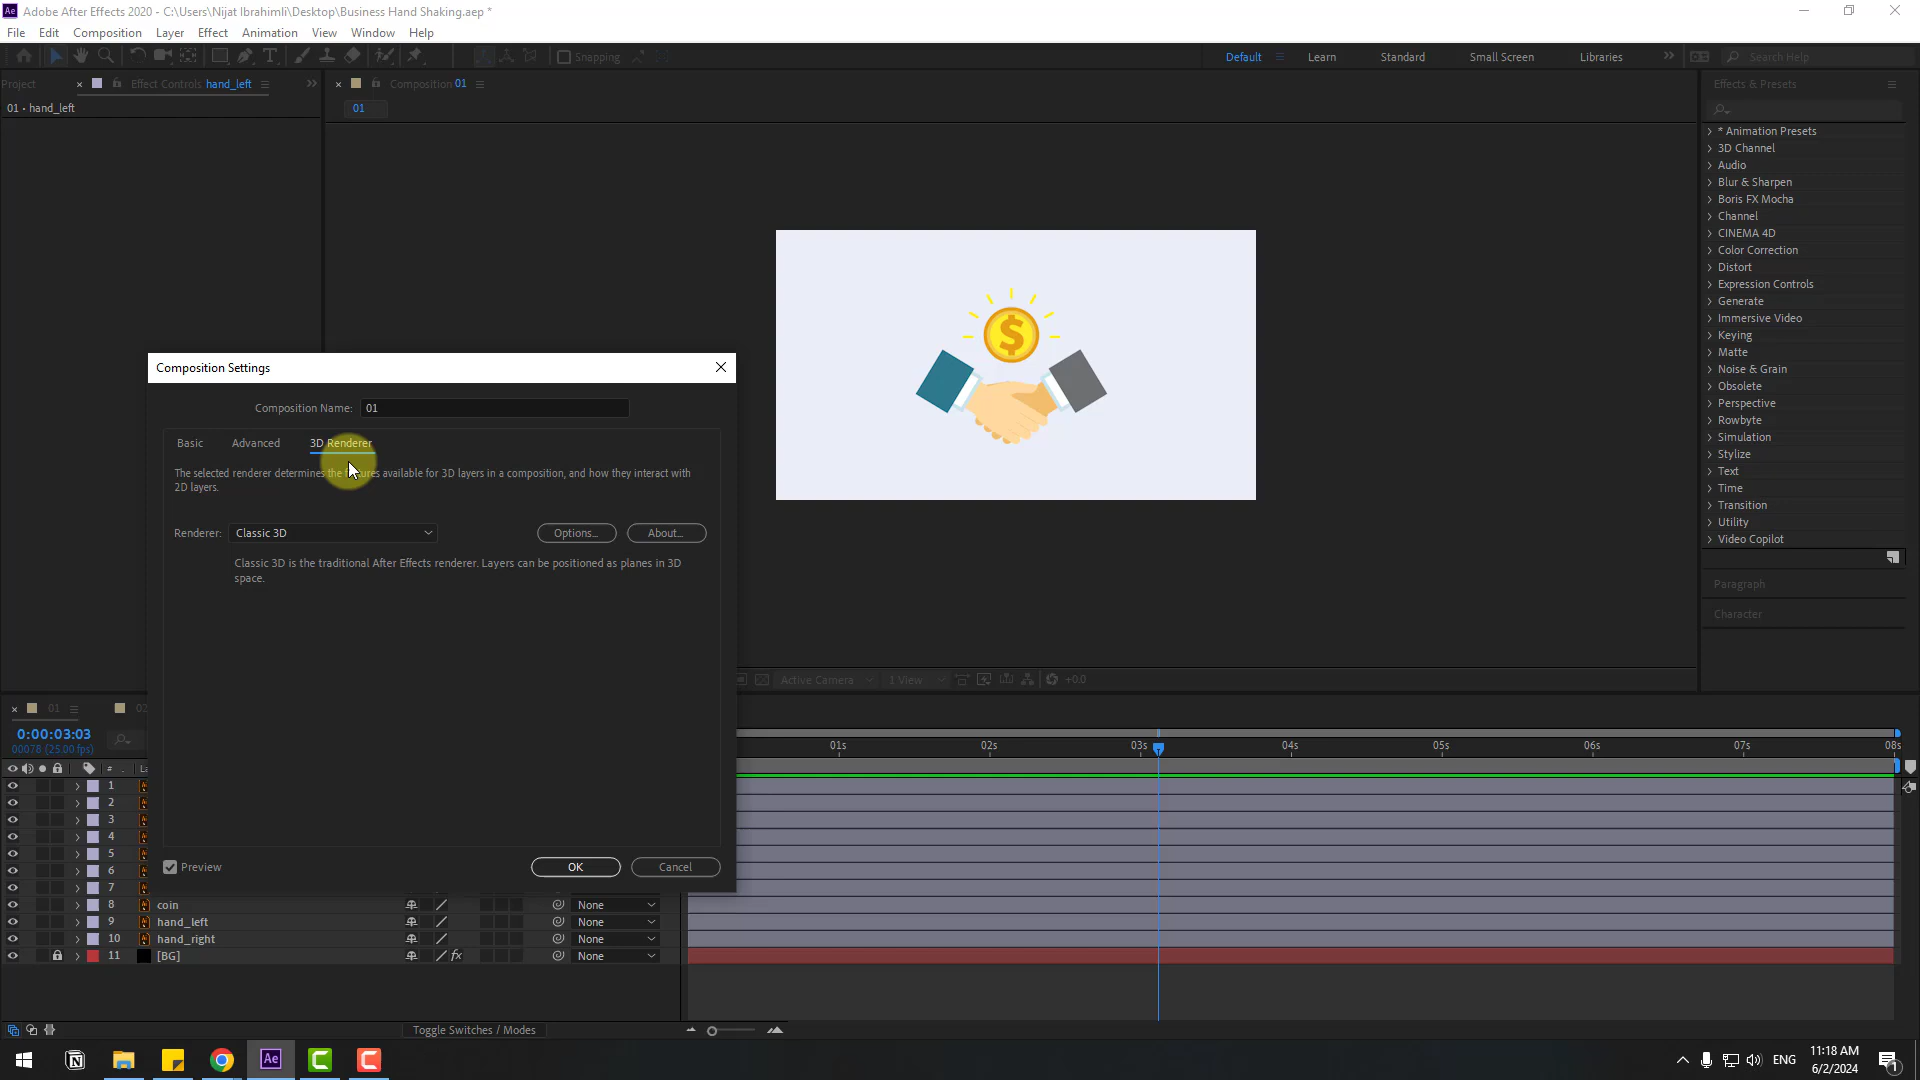 Adobe After Effects 2020 - C:\Users\Nijat Ibrahimli\Desktop\Business Hand Shaking.aep *
File Edit Composition Layer Effect Animation View Window Help
Snapping
Default Learn Standard Small Screen Libraries Search Help
Project Effect Controls hand_left
01 • hand_left
Composition 01
01
Effects & Presets
* Animation Presets
3D Channel
Audio
Blur & Sharpen
Boris FX Mocha
Channel
CINEMA 4D
Color Correction
Distort
Expression Controls
Generate
Immersive Video
Keying
Matte
Noise & Grain
Obsolete
Perspective
Rowbyte
Simulation
Stylize
Text
Time
Transition
Utility
Video Copilot
Paragraph
Character
$
Composition Settings
Composition Name: 01
Basic Advanced 3D Renderer
The selected renderer determines the features available for 3D layers in a composition, and how they interact with
2D layers.
Renderer: Classic 3D Options... About...
Classic 3D is the traditional After Effects renderer. Layers can be positioned as planes in 3D
space.
Preview OK Cancel
Active Camera 1 View +0.0
01 02
0:00:03:03
00078 (25.00 fps)
01s 02s 03s 04s 05s 06s 07s 08s
#
1
2
3
4
5
6
7
8 coin None
9 hand_left None
10 hand_right None
11 [BG] fx None
Toggle Switches / Modes
Ae
ENG
11:18 AM
6/2/2024
1